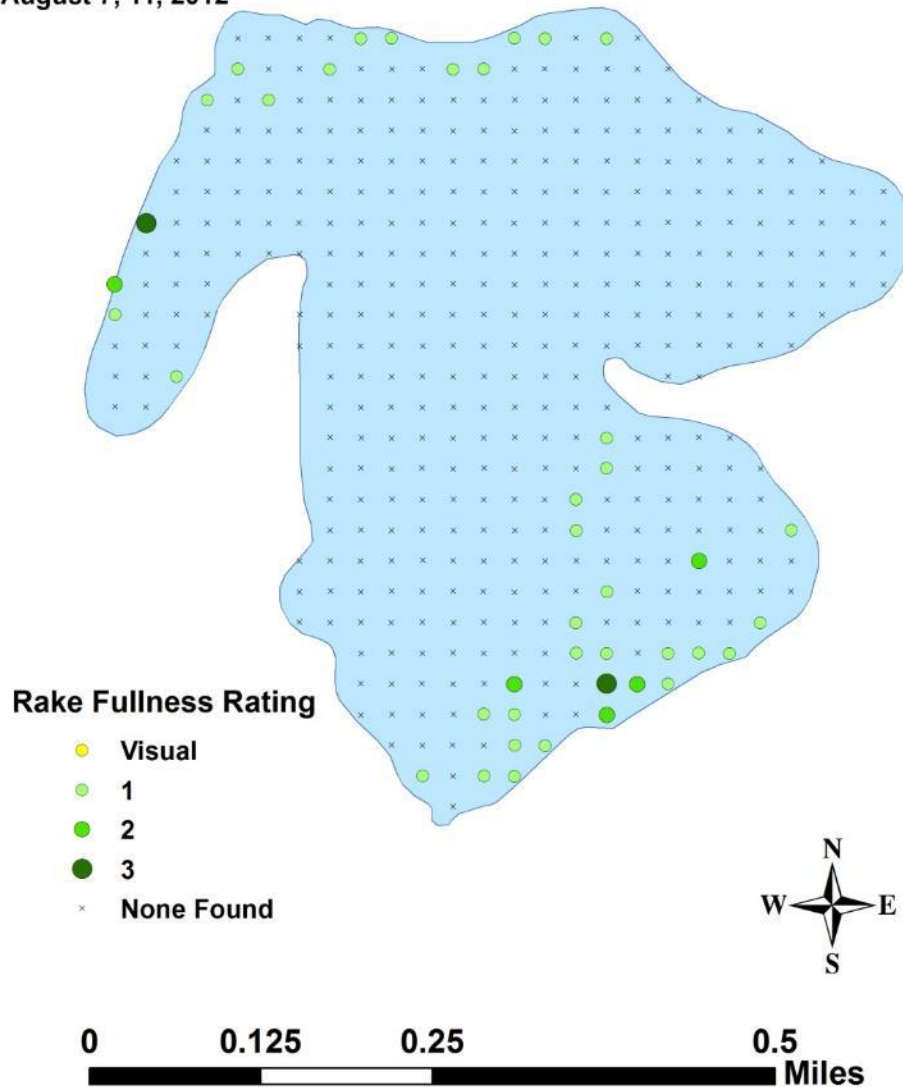 August 7, 11, 2012
Rake Fullness Rating
Visual
1
2
3
None Found
N
W E
S
0 0.125 0.25 0.5
Miles